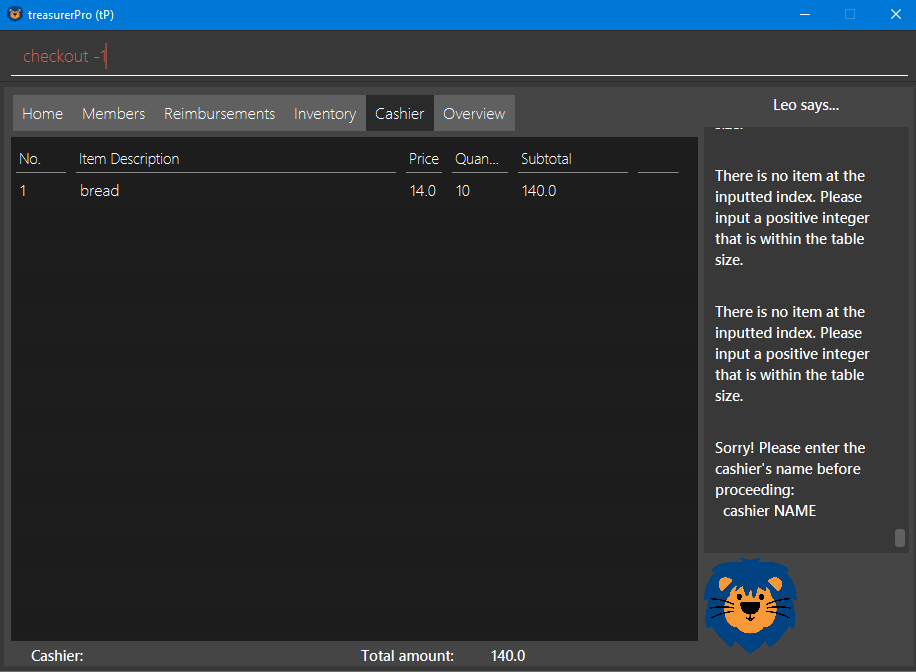 treasurerPro (tP)
checkout -1
Home Members Reimbursements Inventory Cashier Overview
No. Item Description Price Quan... Subtotal
1 bread 14.0 10 140.0
Cashier: Total amount: 140.0
Leo says...
size.
There is no item at the
inputted index. Please
input a positive integer
that is within the table
size.
There is no item at the
inputted index. Please
input a positive integer
that is within the table
size.
Sorry! Please enter the
cashier's name before
proceeding:
cashier NAME